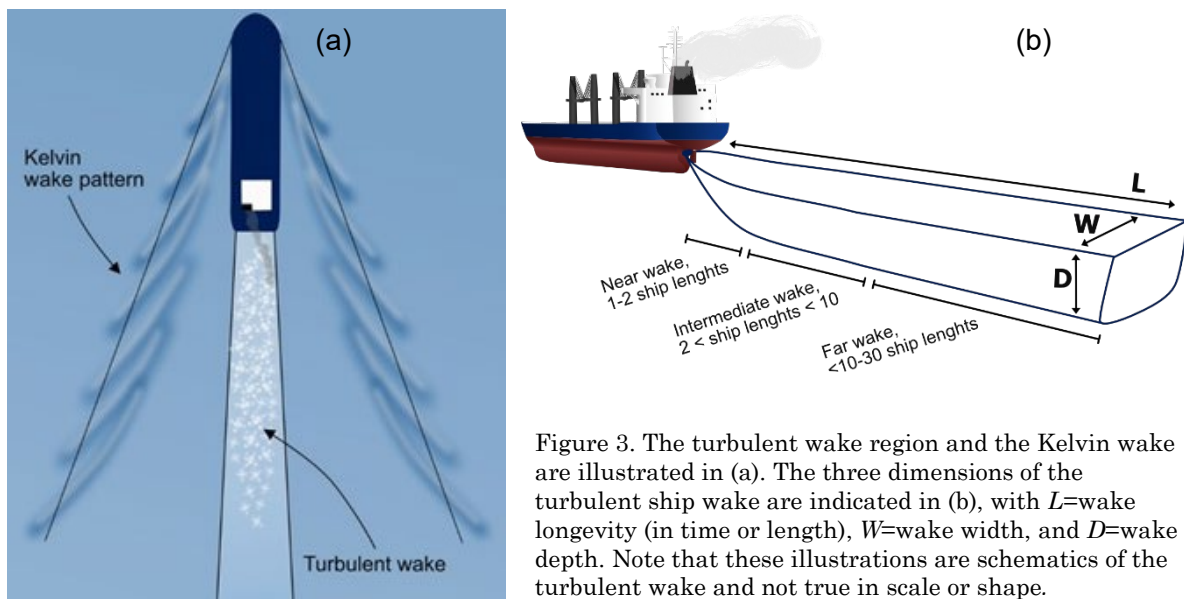 (a)
Kelvin
wake pattern
Turbulent wake
(b)
L
W
D
Near wake,
1-2 ship lenghts
Intermediate wake,
2 < ship lenghts < 10
Far wake,
<10-30 ship lenghts
Figure 3. The turbulent wake region and the Kelvin wake
are illustrated in (a). The three dimensions of the
turbulent ship wake are indicated in (b), with L=wake
longevity (in time or length), W=wake width, and D=wake
depth. Note that these illustrations are schematics of the
turbulent wake and not true in scale or shape.